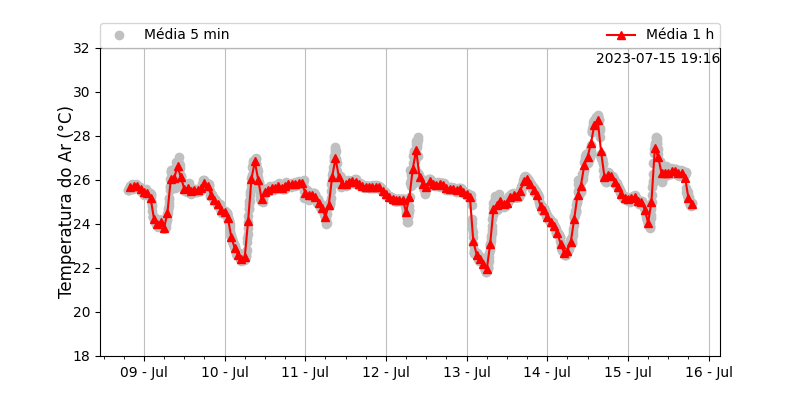 Média 5 min
Média 1 h
2023-07-15 19:16
Temperatura do Ar (°C)
32
30
28
26
24
22
20
18
09 - Jul
10 - Jul
11 - Jul
12 - Jul
13 - Jul
14 - Jul
15 - Jul
16 - Jul